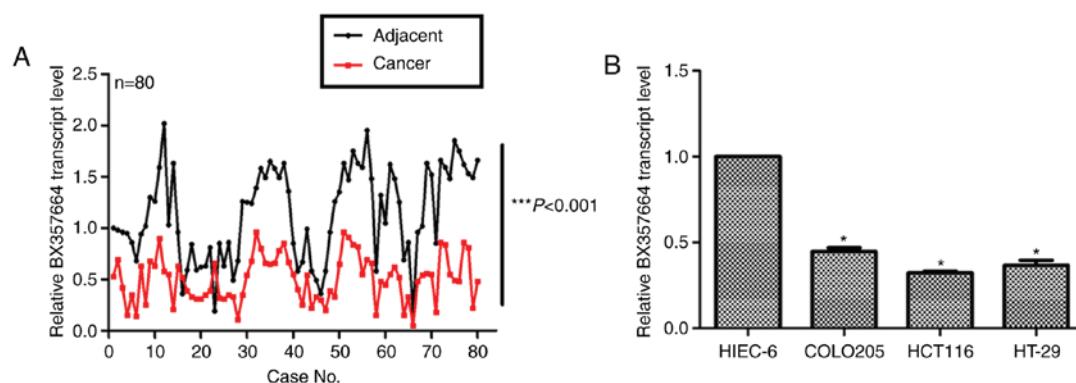 A
Adjacent
Cancer
Relative BX357664 transcript level
2.5
2.0
1.5
1.0
0.5
0.0
n=80
***P<0.001
0 10 20 30 40 50 60 70 80
Case No.
B
Relative BX357664 transcript level
1.5
1.0
0.5
0.0
*
*
*
HIEC-6 COLO205 HCT116 HT-29